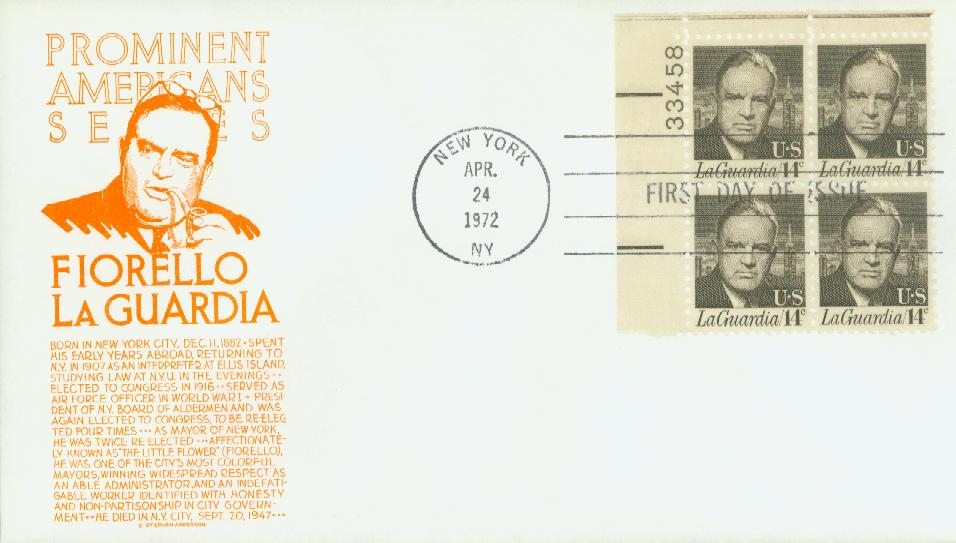 PROMINENT
AMERICANS
SERIES
FIORELLO
LA GUARDIA
BORN IN NEW YORK CITY, DEC. 11, 1882 • SPENT
HIS EARLY YEARS ABROAD, RETURNING TO
N.Y. IN 1907 AS AN INTERPRETER AT ELLIS ISLAND,
STUDYING LAW AT N.Y.U. IN THE EVENINGS ••
ELECTED TO CONGRESS IN 1916 •• SERVED AS
AIR FORCE OFFICER IN WORLD WAR I • PRESI-
DENT OF N.Y. BOARD OF ALDERMEN AND WAS
AGAIN ELECTED TO CONGRESS, TO BE RE-ELEC
TED FOUR TIMES ••• AS MAYOR OF NEW YORK,
HE WAS TWICE RE ELECTED ••• AFFECTIONATE-
LY KNOWN AS "THE LITTLE FLOWER" (FIORELLO),
HE WAS ONE OF THE CITY'S MOST COLORFUL
MAYORS, WINNING WIDESPREAD RESPECT AS
AN ABLE ADMINISTRATOR, AND AN INDEFATI-
GABLE WORKER IDENTIFIED WITH HONESTY
AND NON-PARTISONSHIP IN CITY GOVERN-
MENT •• HE DIED IN N.Y. CITY, SEPT. 20, 1947 •••
© STEPHEN ANDERSON
NEW YORK
APR.
24
1972
NY
33458
U.S
LaGuardia/14c
U.S
LaGuardia/14c
FIRST DAY OF ISSUE
U.S
LaGuardia/14c
U.S
LaGuardia/14c